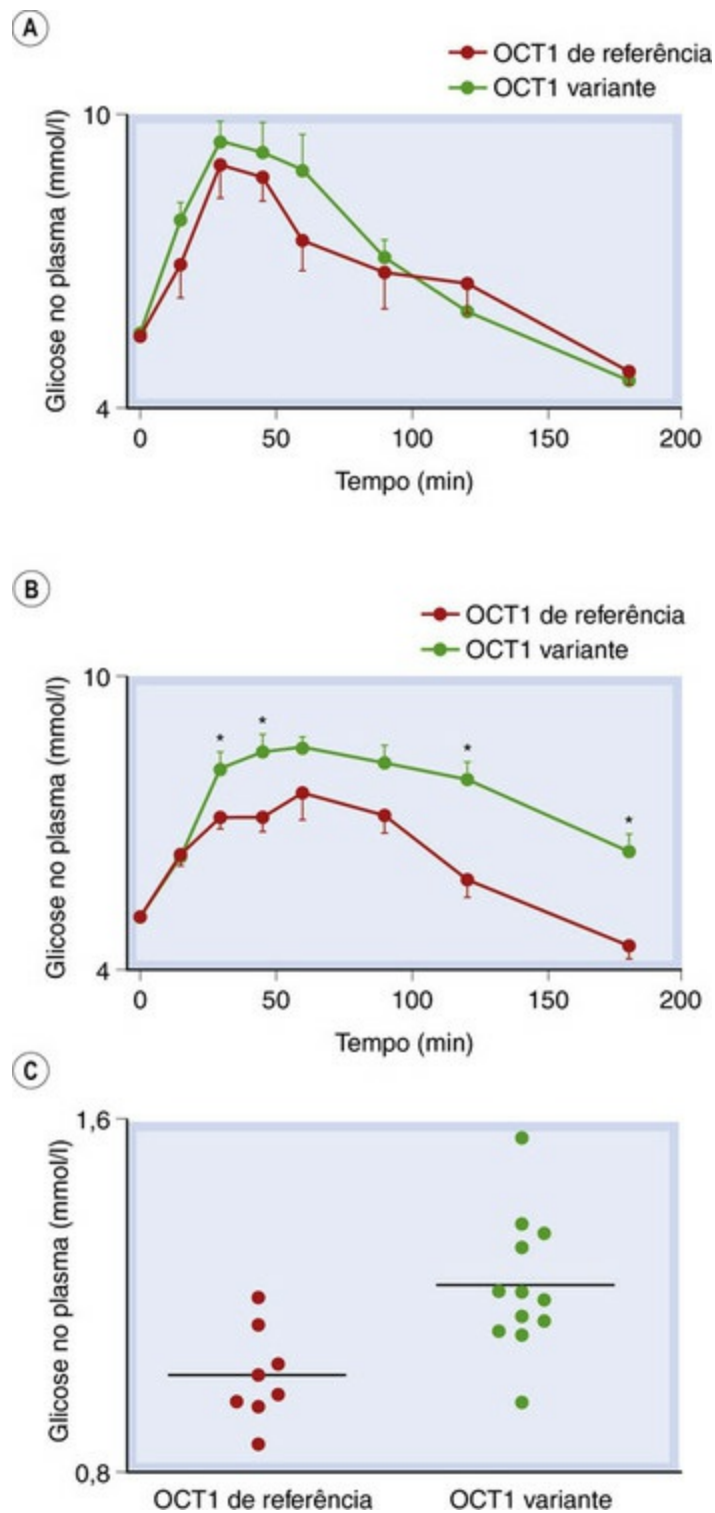 A
OCT1 de referência
OCT1 variante
10
Glicose no plasma (mmol/l)
4
0 50 100 150 200
Tempo (min)
B
OCT1 de referência
OCT1 variante
10
* * * *
Glicose no plasma (mmol/l)
4
0 50 100 150 200
Tempo (min)
C
1,6
Glicose no plasma (mmol/l)
0,8
OCT1 de referência OCT1 variante